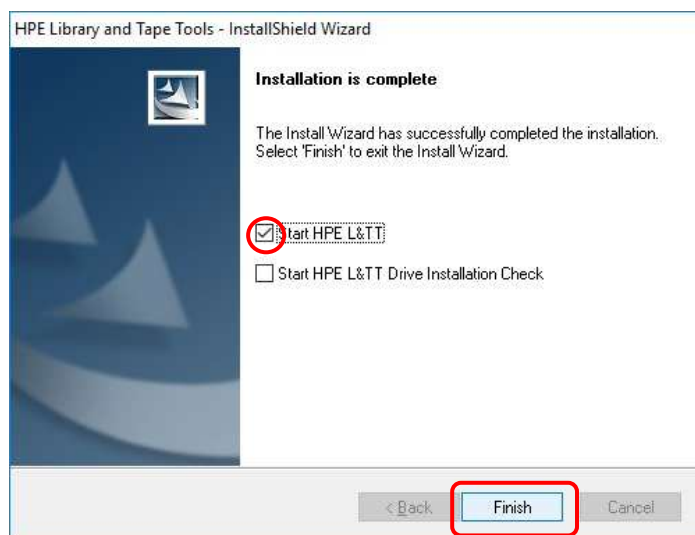 HPE Library and Tape Tools - InstallShield Wizard
Installation is complete
The Install Wizard has successfully completed the installation.
Select 'Finish' to exit the Install Wizard.
Start HPE L&TT
Start HPE L&TT Drive Installation Check
< Back
Finish
Cancel